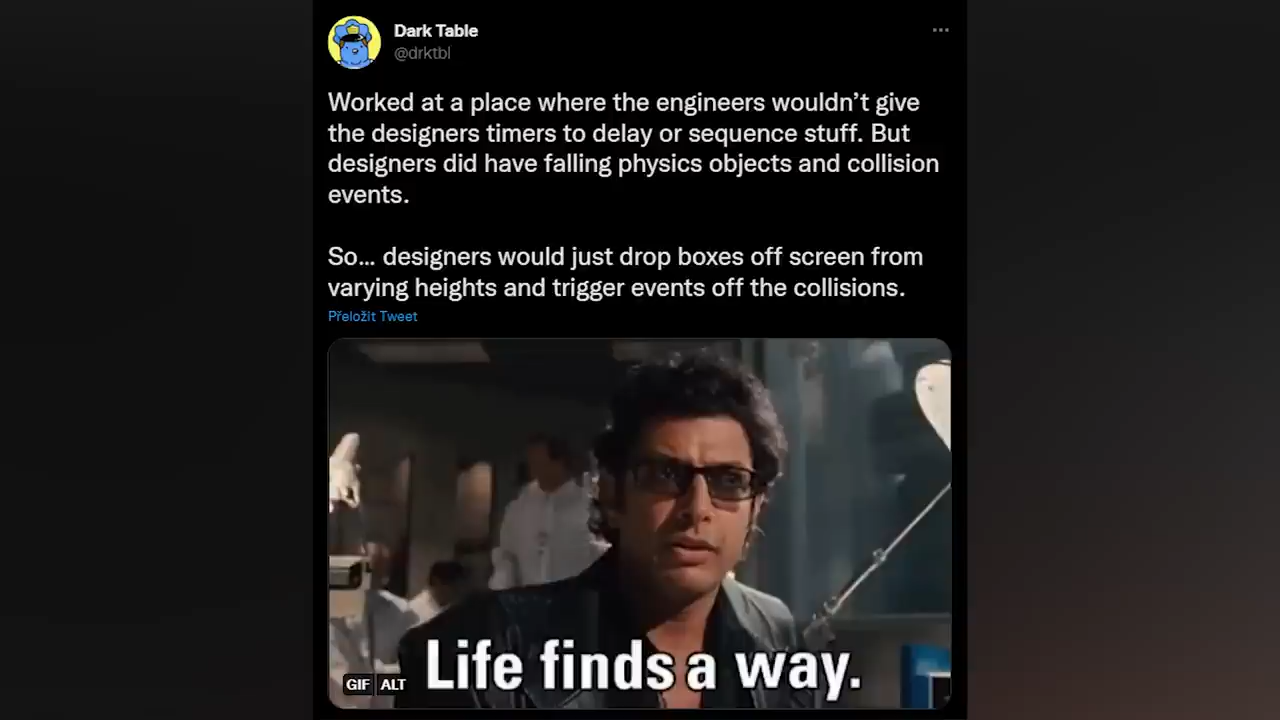 Dark Table
@drktbl
Worked at a place where the engineers wouldn’t give
the designers timers to delay or sequence stuff. But
designers did have falling physics objects and collision
events.
So... designers would just drop boxes off screen from
varying heights and trigger events off the collisions.
Přeložit Tweet
Life finds a way.
GIF ALT